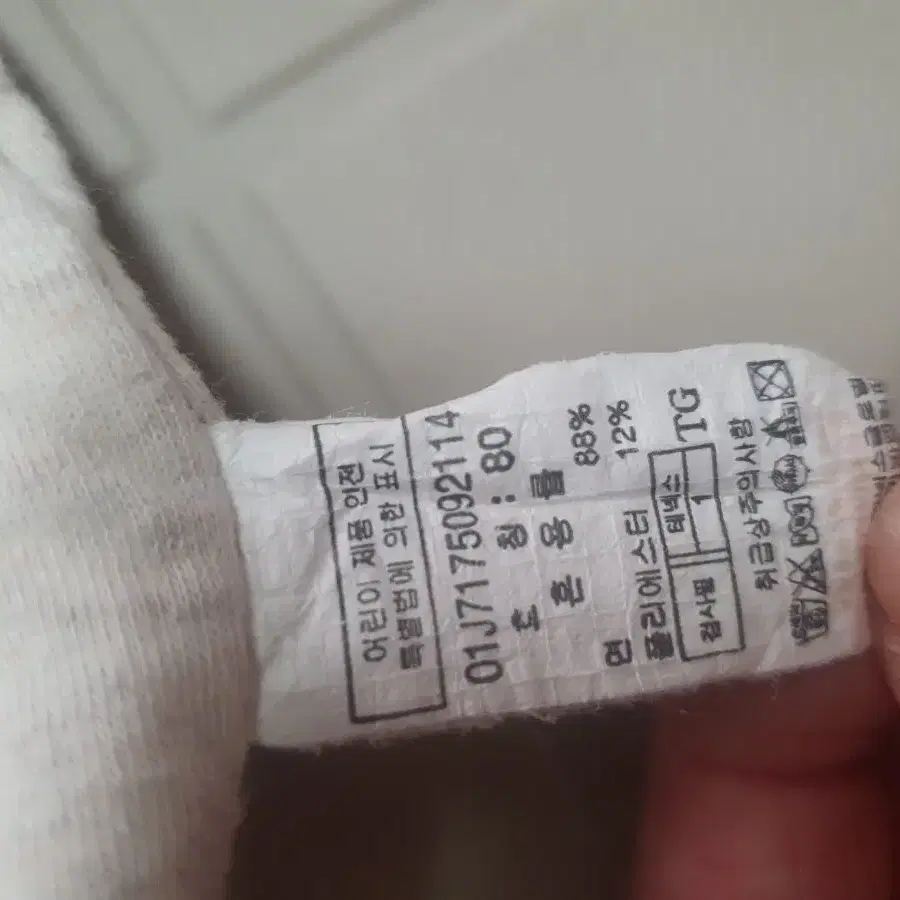 어린이 제품 안전
특별법에 의한 표시
01J7175092114
호 칭 : 80
혼 용 률
면 88%
폴리에스터 12%
검사필 1 태넥스 TG
취급상주의사항